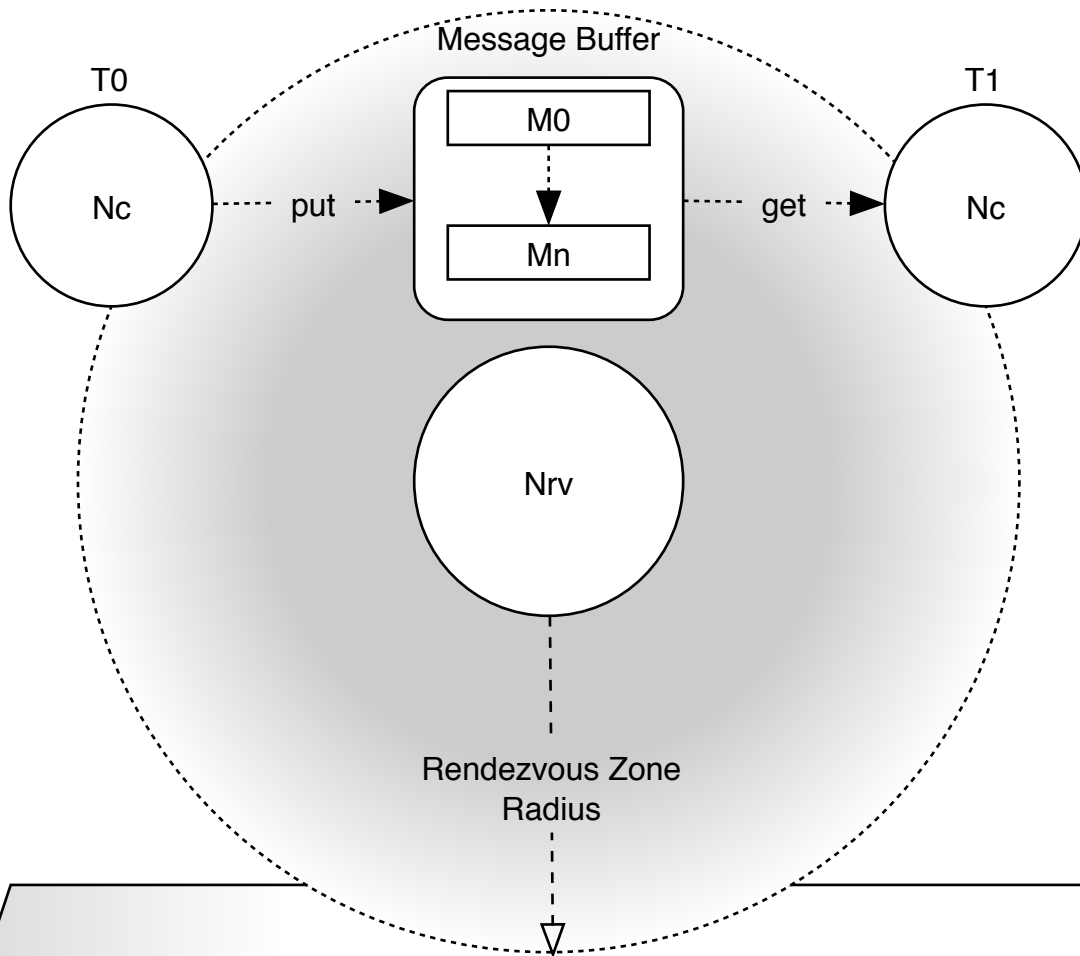 Message Buffer
T0
T1
M0
Nc
put
get
Nc
Mn
Nrv
Rendezvous Zone
Radius